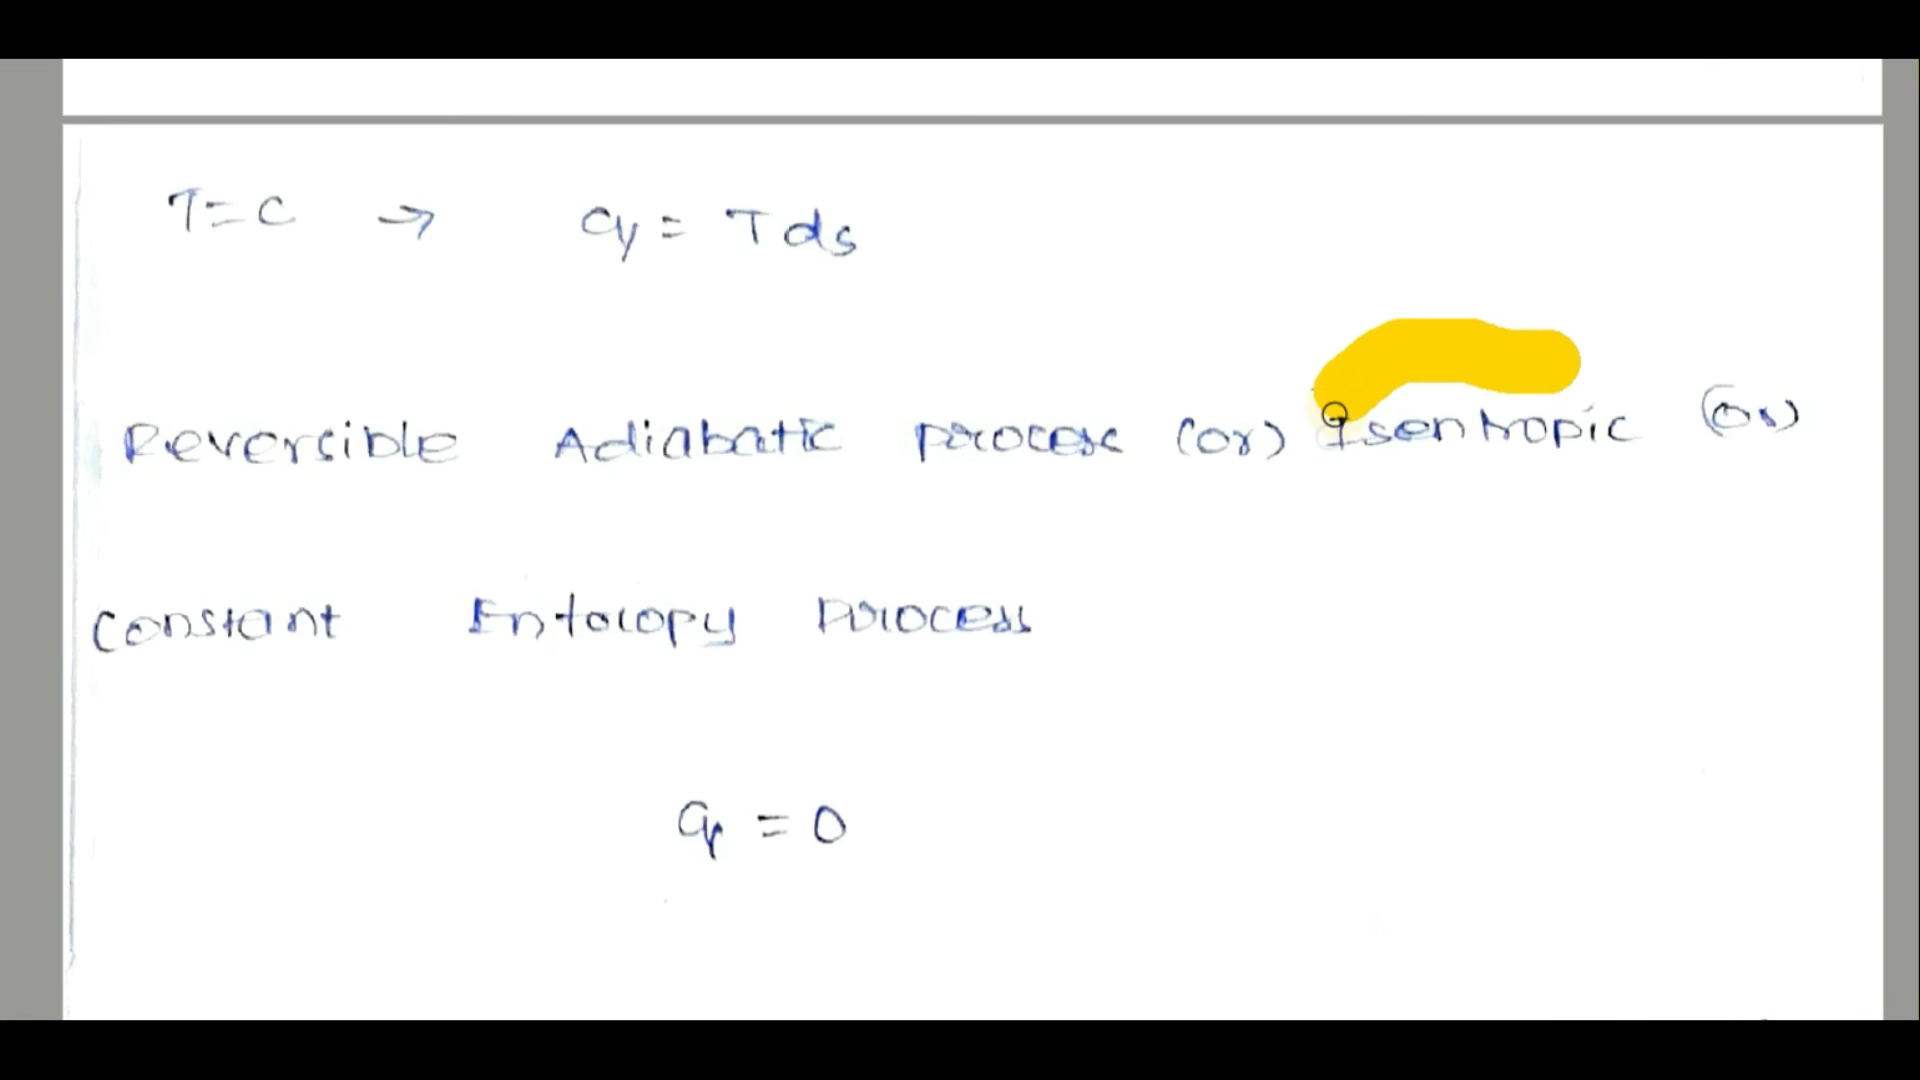 T=C → q = Tds
Reversible Adiabatic process (or) Isentropic (or)
Constant Entropy Process
q = 0